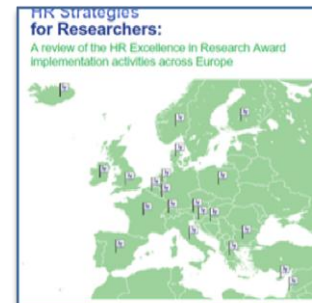 HR Strategies
for Researchers:
A review of the HR Excellence in Research Award
implementation activities across Europe